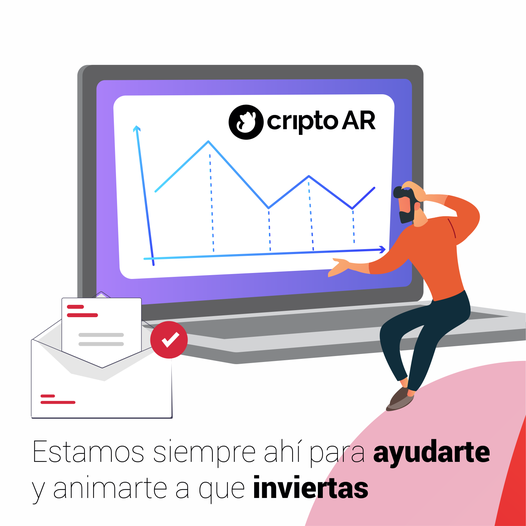 cripto AR
Estamos siempre ahí para ayudarte
y animarte a que inviertas